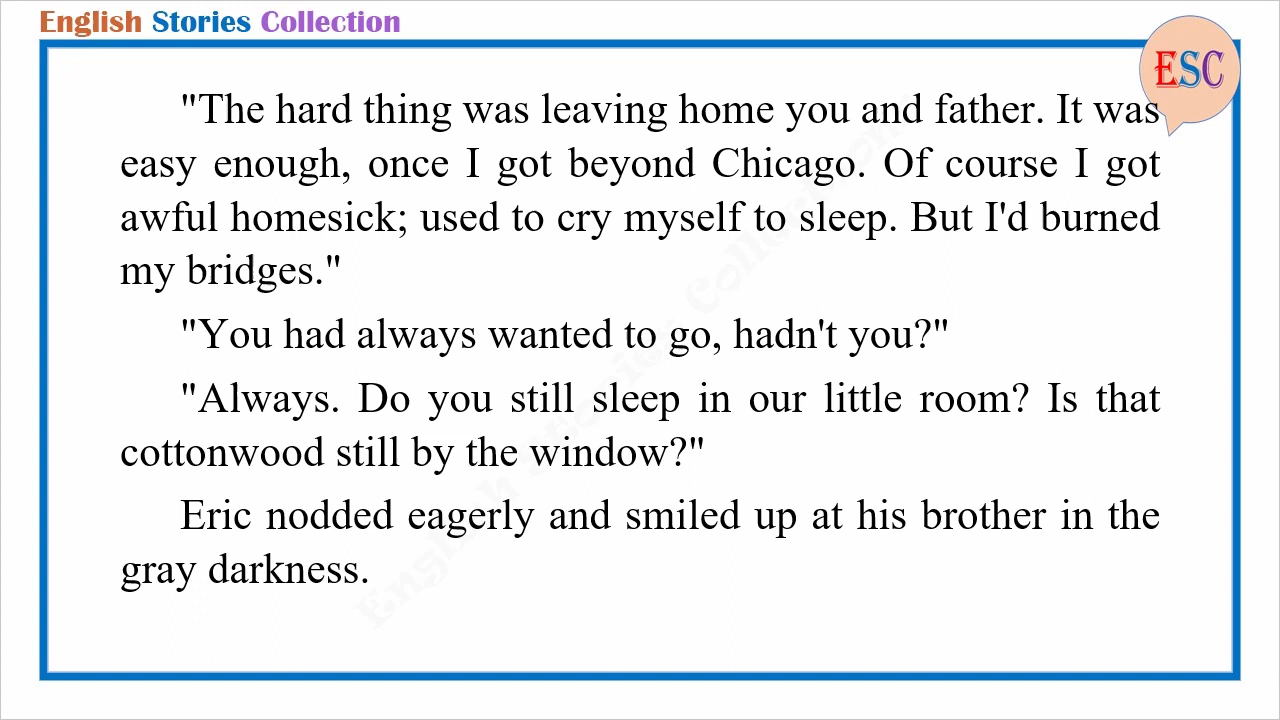 English Stories Collection
ESC
"The hard thing was leaving home you and father. It was
easy enough, once I got beyond Chicago. Of course I got
awful homesick; used to cry myself to sleep. But I'd burned
my bridges."
"You had always wanted to go, hadn't you?"
"Always. Do you still sleep in our little room? Is that
cottonwood still by the window?"
Eric nodded eagerly and smiled up at his brother in the
gray darkness.
English Stories Collection